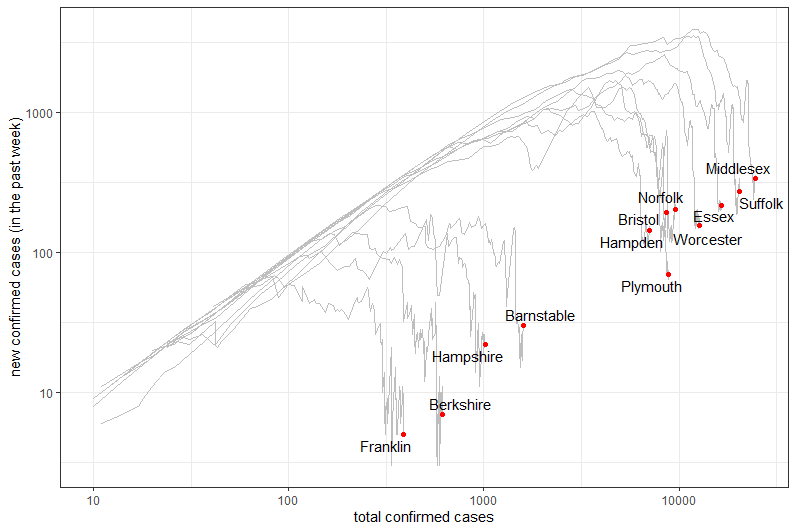 new confirmed cases (in the past week)
1000
100
10
Middlesex
Norfolk
Suffolk
Bristol
Essex
Hampden
Worcester
Plymouth
Barnstable
Hampshire
Berkshire
Franklin
10
100
1000
10000
total confirmed cases